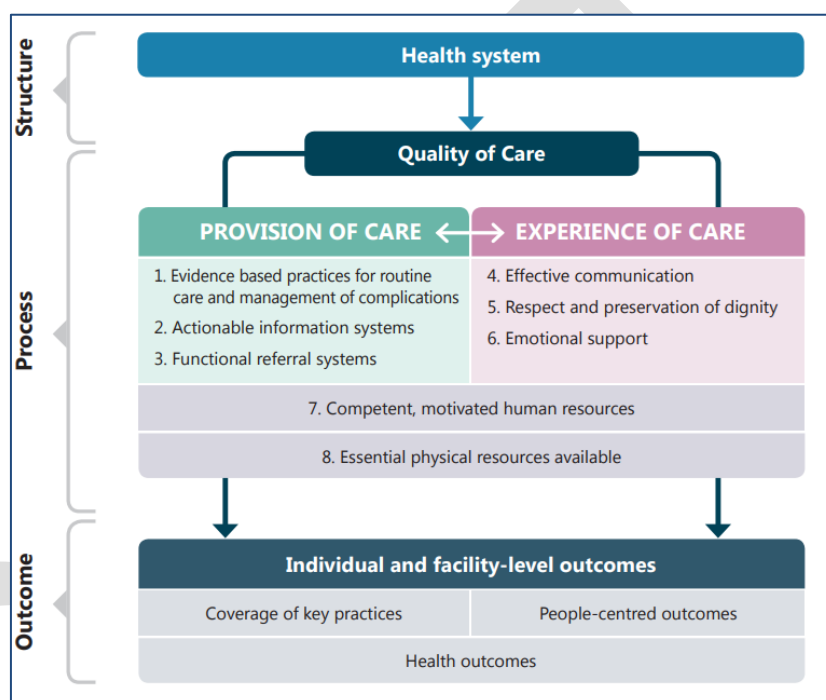 Structure
Health system
Quality of Care
Process
PROVISION OF CARE
EXPERIENCE OF CARE
1. Evidence based practices for routine
care and management of complications
2. Actionable information systems
3. Functional referral systems
4. Effective communication
5. Respect and preservation of dignity
6. Emotional support
7. Competent, motivated human resources
8. Essential physical resources available
Outcome
Individual and facility-level outcomes
Coverage of key practices
People-centred outcomes
Health outcomes